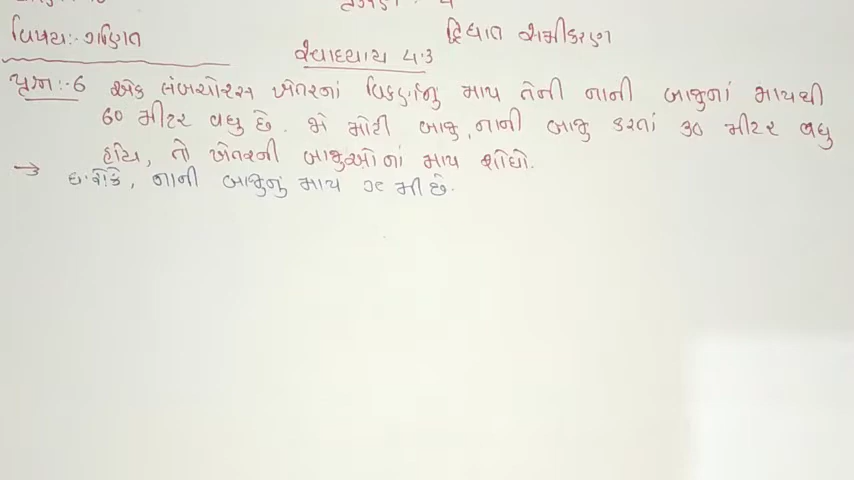 વિષય:- ગણિત
દ્વિઘાત સમીકરણ
સ્વાધ્યાય 4.3
પ્રશ્ન:-6 એક લંબચોરસ ખેતરનાં વિકર્ણનું માપ તેની નાની બાજુનાં માપથી
60 મીટર વધુ છે. જો મોટી બાજુ, નાની બાજુ કરતાં 30 મીટર વધુ
હોય, તો ખેતરની બાજુઓનાં માપ શોધો.
→ ધારોકે, નાની બાજુનું માપ x મી છે.